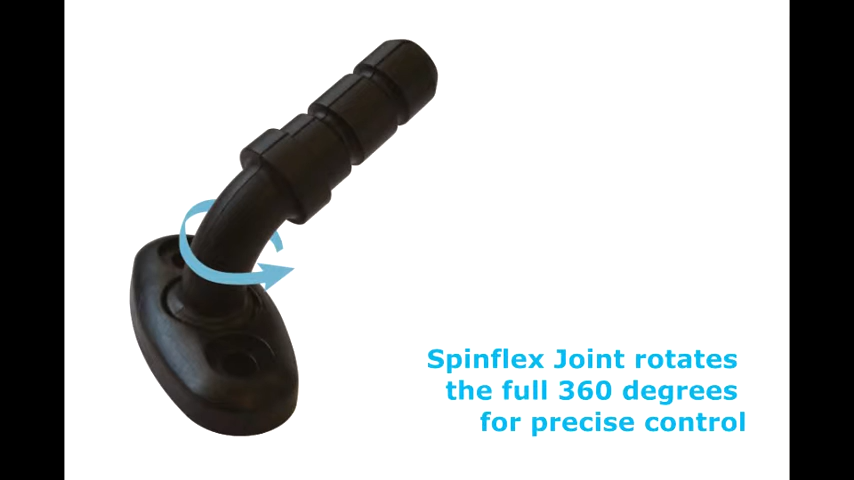 Spinflex Joint rotates
the full 360 degrees
for precise control